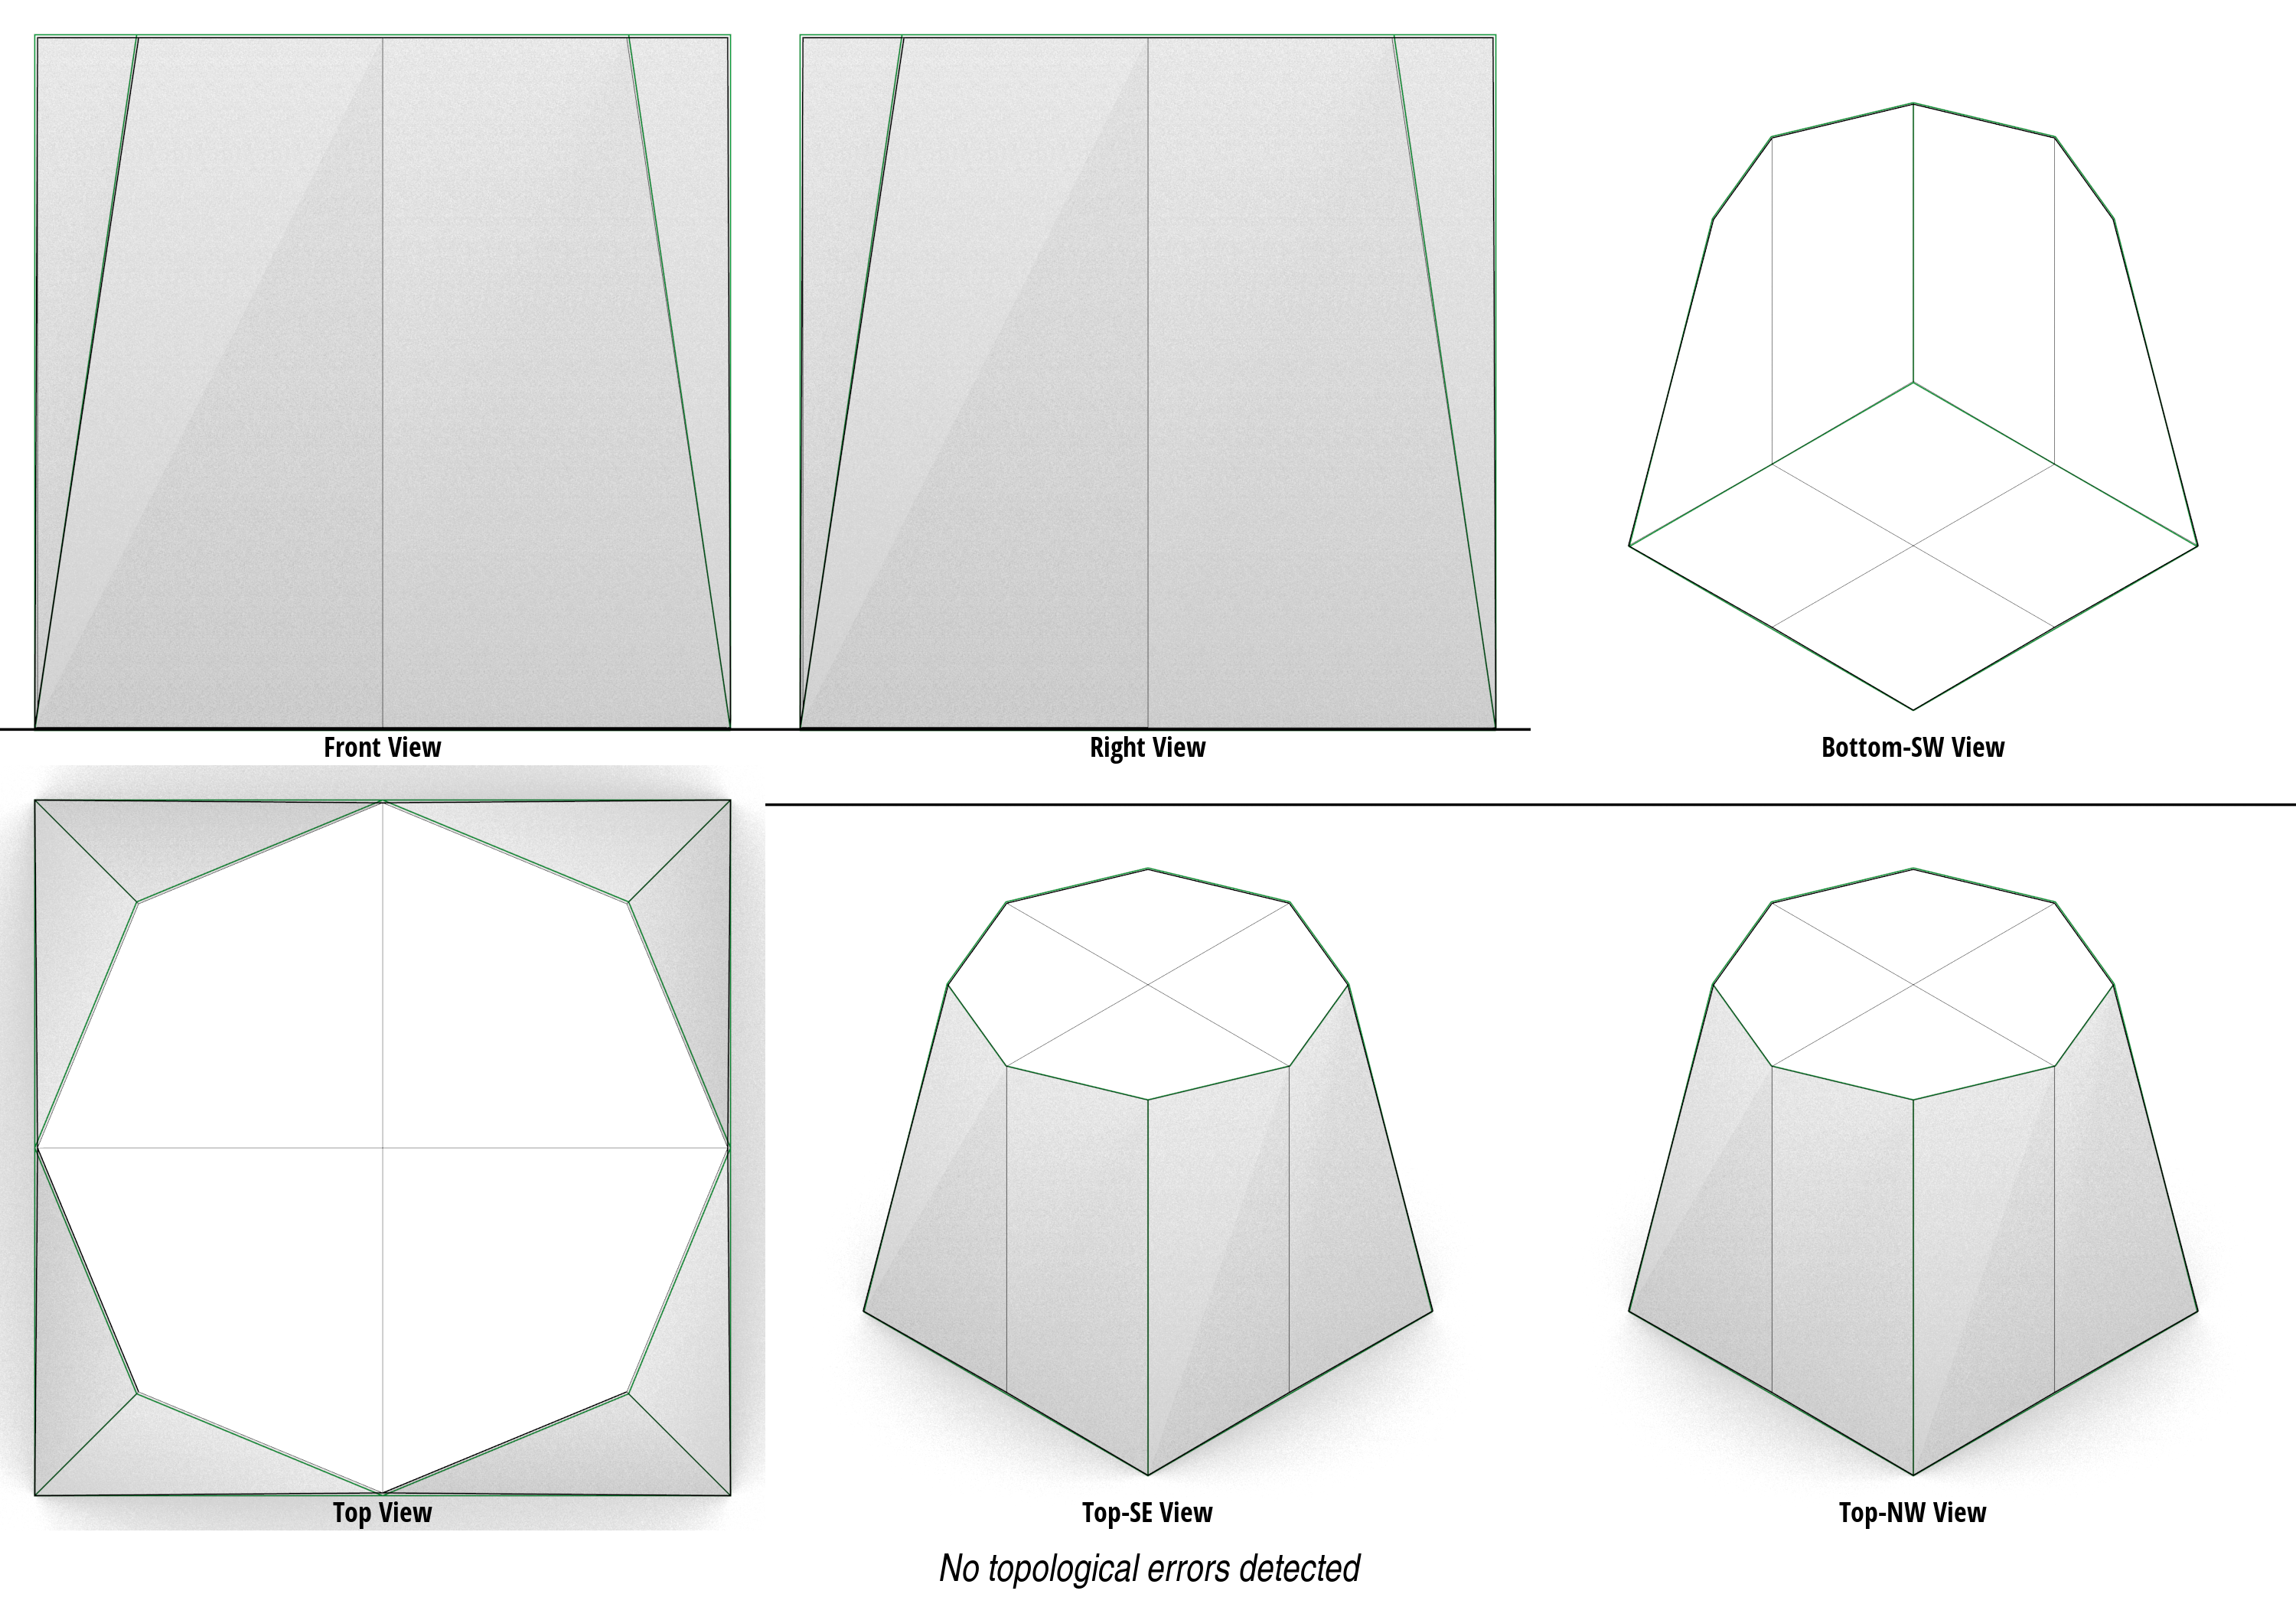 Front View
Right View
Bottom-SW View
Top View
Top-SE View
Top-NW View
No topological errors detected